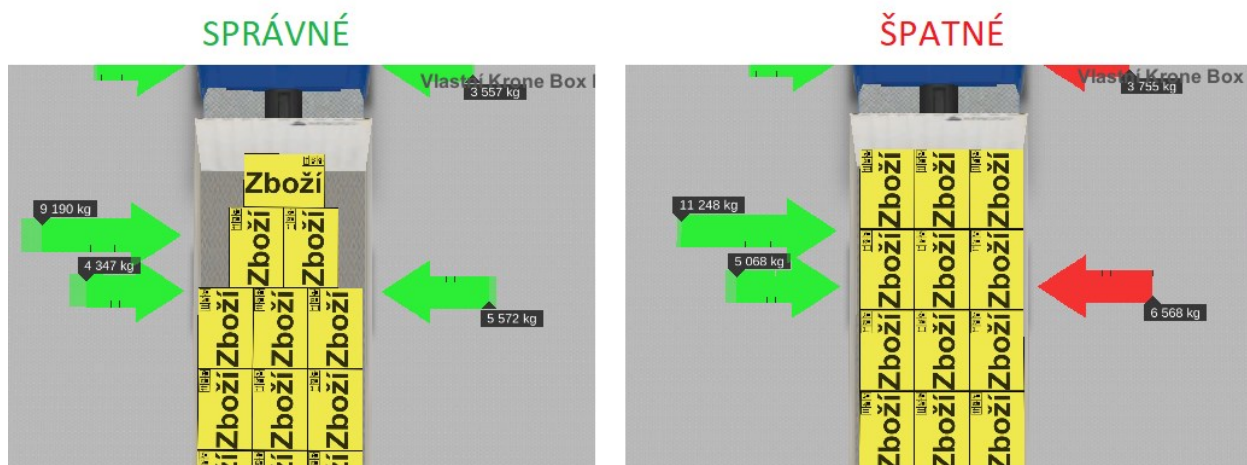 SPRÁVNÉ
ŠPATNÉ
Vlastní Krone Box
3 557 kg
Zboží
9 190 kg
Zboží Zboží
4 347 kg
5 572 kg
Zboží Zboží Zboží
Zboží Zboží Zboží
Vlastní Krone Box
3 755 kg
Zboží Zboží Zboží
11 248 kg
5 068 kg
Zboží Zboží Zboží
6 568 kg
Zboží Zboží Zboží
Zboží Zboží Zboží